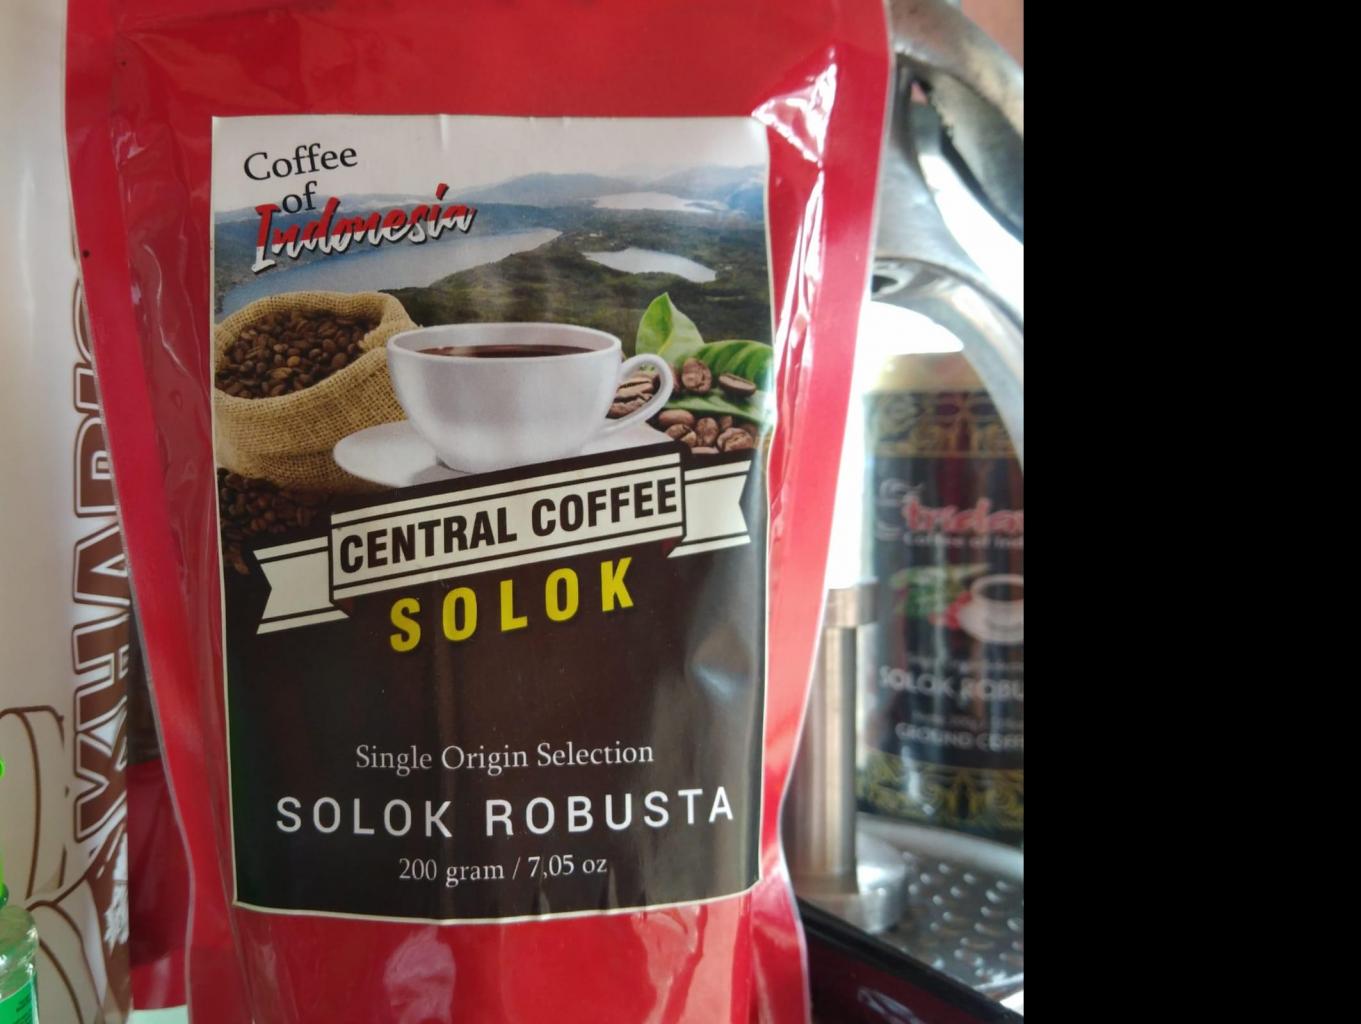 Coffee
of
Indonesia
CENTRAL COFFEE
SOLOK
Single Origin Selection
SOLOK ROBUSTA
200 gram / 7,05 oz
SOLOK ROBU
GROUND COFF